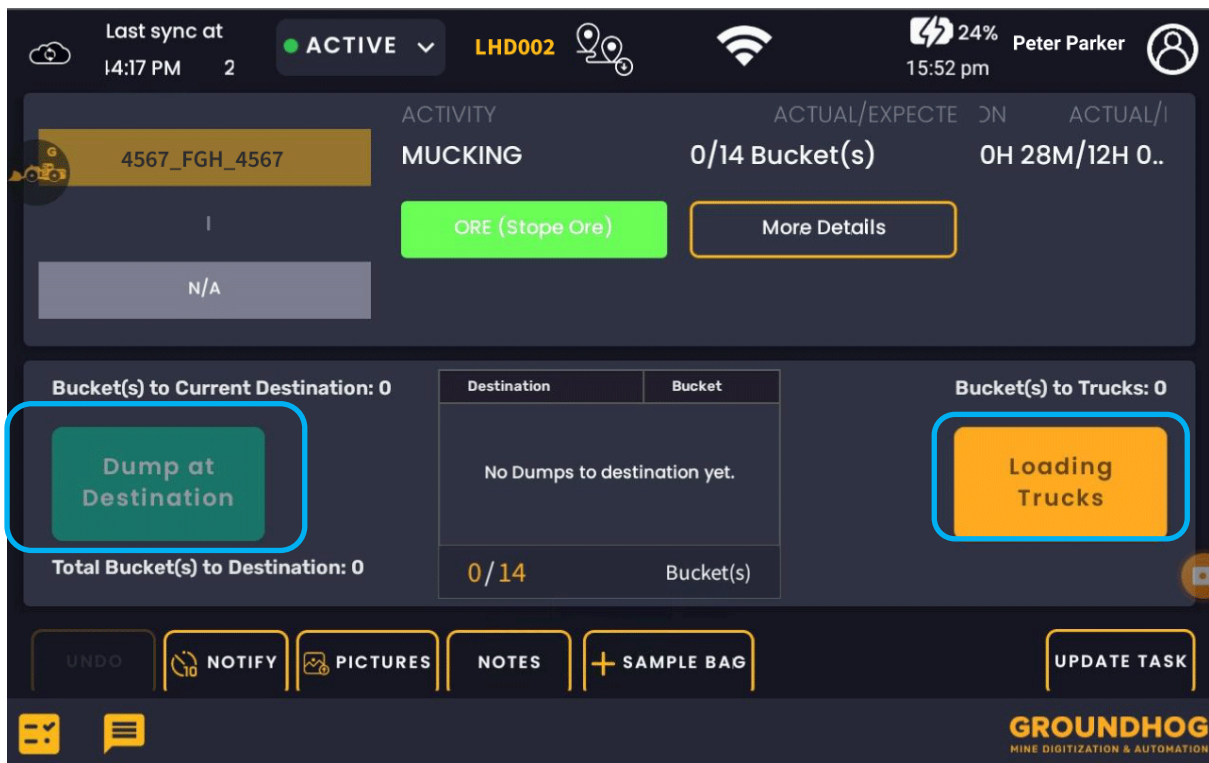 Last sync at
14:17 PM 2
ACTIVE
LHD002
24%
15:52 pm
Peter Parker
ACTIVITY
ACTUAL/EXPECTE
ON
ACTUAL/
G
4567_FGH_4567
MUCKING
0/14 Bucket(s)
0H 28M/12H 0..
ORE (Stope Ore)
More Details
N/A
Bucket(s) to Current Destination: 0
Destination
Bucket
Bucket(s) to Trucks: 0
Dump at
Destination
No Dumps to destination yet.
Loading
Trucks
Total Bucket(s) to Destination: 0
0/14
Bucket(s)
UNDO
10
NOTIFY
PICTURES
NOTES
SAMPLE BAG
UPDATE TASK
GROUNDHOG
MINE DIGITIZATION & AUTOMATION